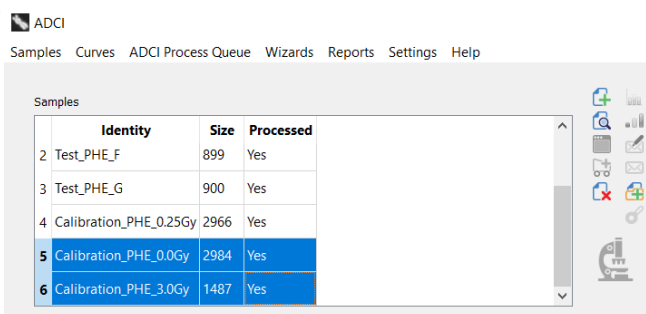 ADCI
Samples Curves ADCI Process Queue Wizards Reports Settings Help
Samples
Identity Size Processed
2 Test_PHE_F 899 Yes
3 Test_PHE_G 900 Yes
4 Calibration_PHE_0.25Gy 2966 Yes
5 Calibration_PHE_0.0Gy 2984 Yes
6 Calibration_PHE_3.0Gy 1487 Yes